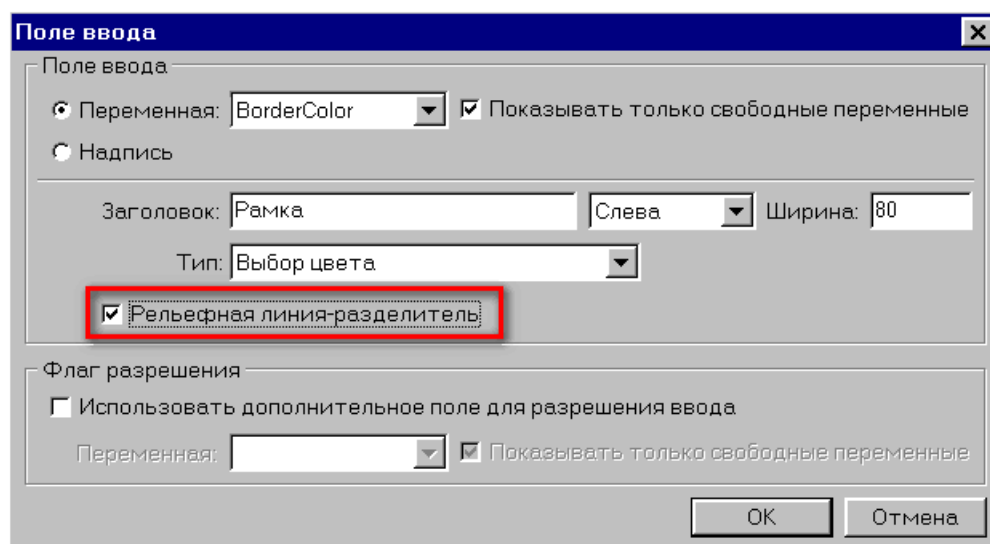 Поле ввода
Поле ввода
Переменная: BorderColor Показывать только свободные переменные
Надпись
Заголовок: Рамка Слева Ширина: 80
Тип: Выбор цвета
Рельефная линия-разделитель
Флаг разрешения
Использовать дополнительное поле для разрешения ввода
Переменная: Показывать только свободные переменные
OK Отмена